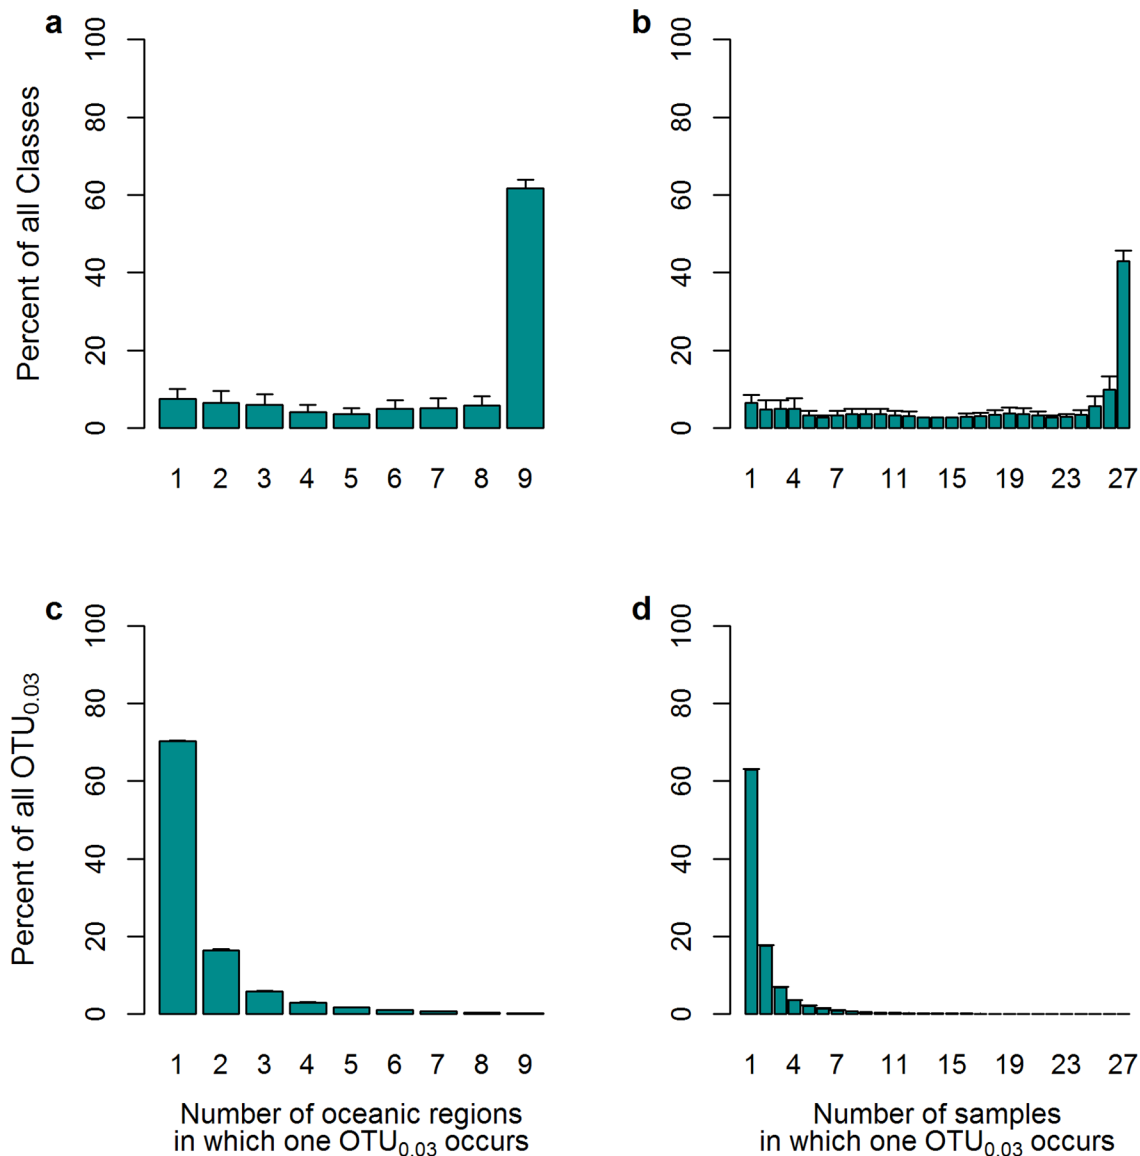 a
b
Percent of all Classes
0 20 40 60 80 100
0 20 40 60 80 100
1 2 3 4 5 6 7 8 9
1 4 7 11 15 19 23 27
c
d
Percent of all OTU0.03
0 20 40 60 80 100
0 20 40 60 80 100
1 2 3 4 5 6 7 8 9
1 4 7 11 15 19 23 27
Number of oceanic regions
in which one OTU0.03 occurs
Number of samples
in which one OTU0.03 occurs